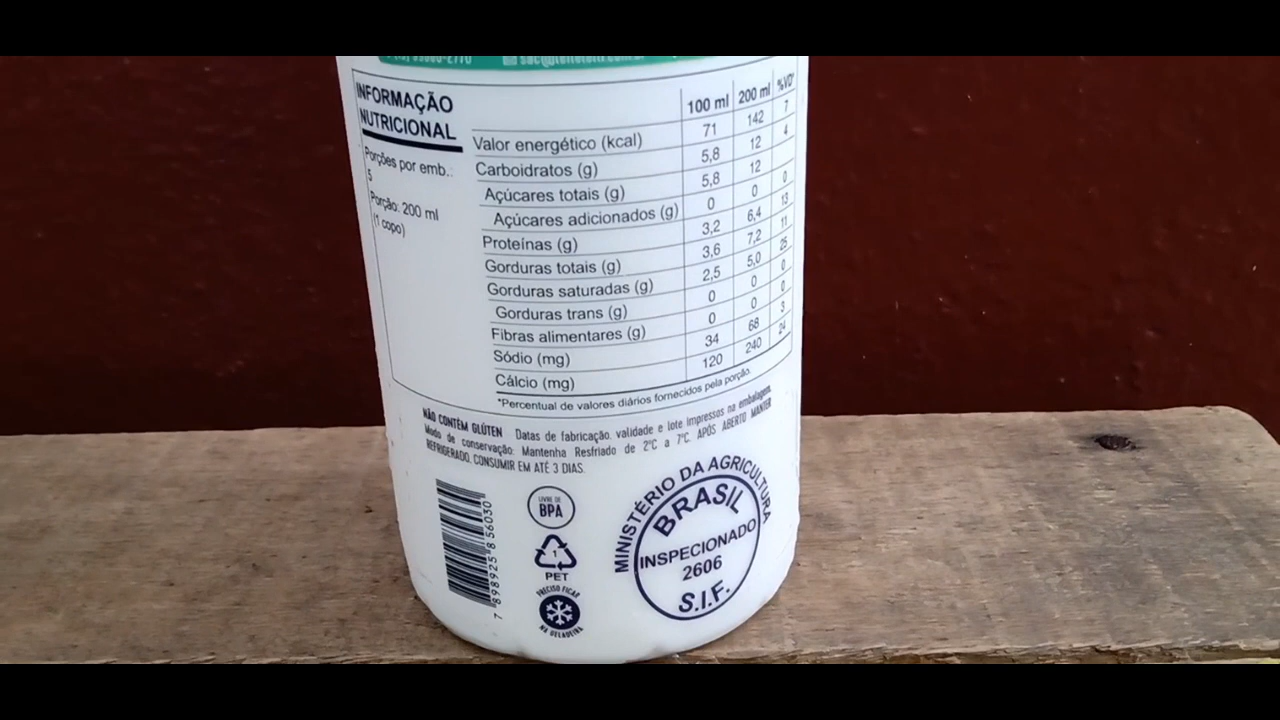 INFORMAÇÃO
NUTRICIONAL
Porções por emb.:
5
Porção: 200 ml
(1 copo)
100 ml 200 ml %VD*
Valor energético (kcal) 71 142 7
Carboidratos (g) 5,8 12 4
Açúcares totais (g) 5,8 12
Açúcares adicionados (g) 0 0 0
Proteínas (g) 3,2 6,4 13
Gorduras totais (g) 3,6 7,2 11
Gorduras saturadas (g) 2,5 5,0 25
Gorduras trans (g) 0 0 0
Fibras alimentares (g) 0 0 0
Sódio (mg) 34 68 3
Cálcio (mg) 120 240 24
*Percentual de valores diários fornecidos pela porção.
NÃO CONTÉM GLÚTEN Datas de fabricação, validade e lote impressos na embalagem.
Modo de conservação: Mantenha Resfriado de 2°C a 7°C. APÓS ABERTO MANTER
REFRIGERADO, CONSUMIR EM ATÉ 3 DIAS.
7 898925 856030
LIVRE DE
BPA
1
PET
PRECISO FICAR
NA GELADEIRA
MINISTÉRIO DA AGRICULTURA
BRASIL
INSPECIONADO
2606
S.I.F.